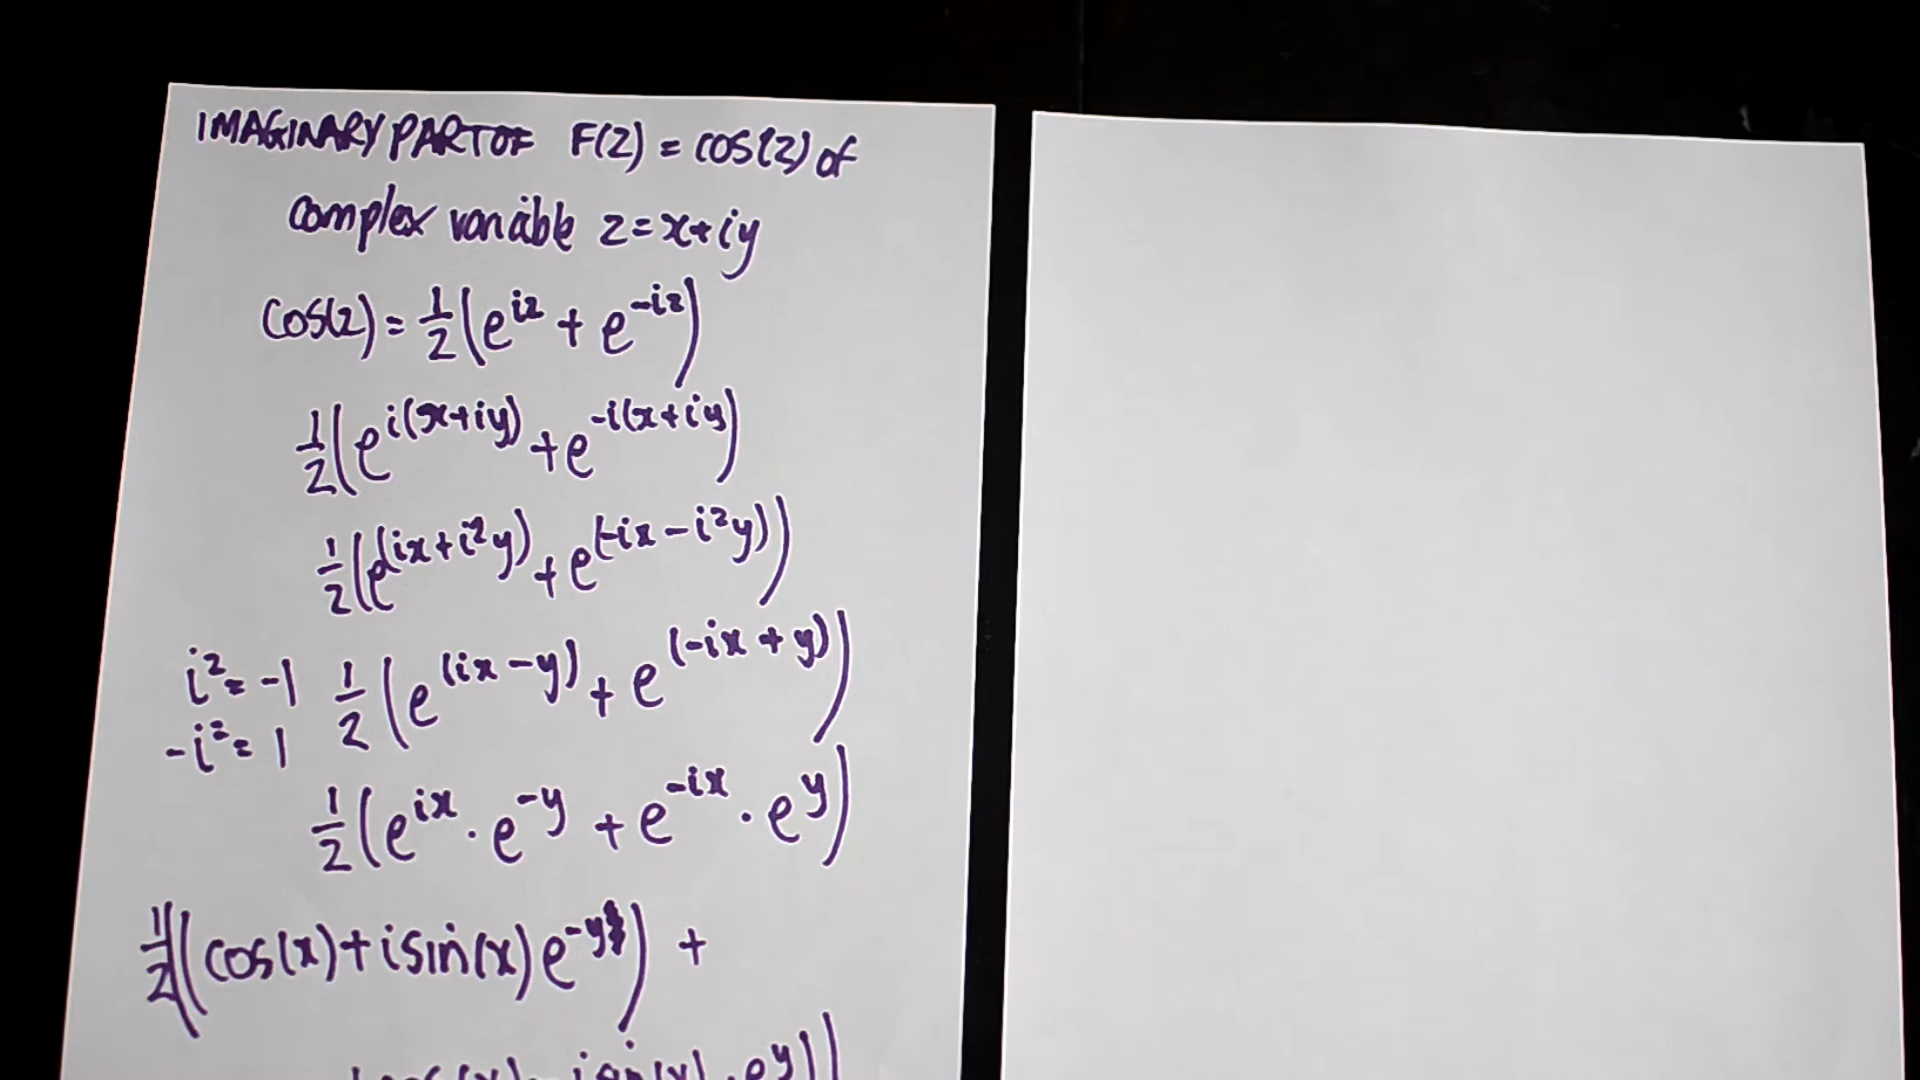 IMAGINARY PART OF F(Z) = COS(Z) of
complex variable z = x+iy
Cos(z) = 1/2(e^{iz} + e^{-iz})
1/2(e^{i(x+iy)} + e^{-i(x+iy)})
1/2(e^{(ix+i²y)} + e^{(-ix-i²y)})
i² = -1 1/2(e^{(ix-y)} + e^{(-ix+y)})
-i² = 1
1/2(e^{ix} · e^{-y} + e^{-ix} · e^{y})
1/2((cos(x)+isin(x)e^{-y}) +
(cos(x) - isin(x) · e^{y}))